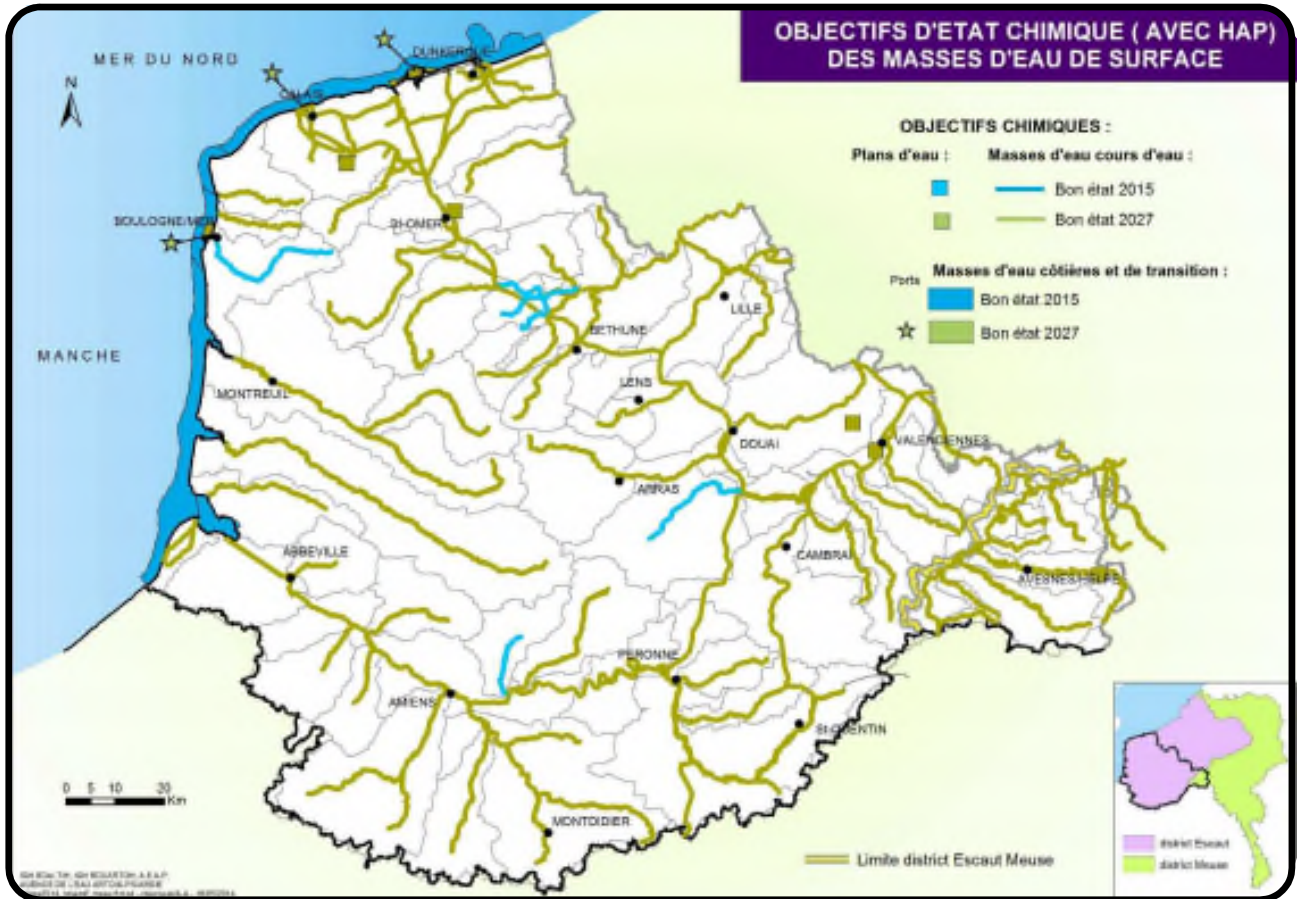 OBJECTIFS D'ETAT CHIMIQUE ( AVEC HAP)
DES MASSES D'EAU DE SURFACE
MER DU NORD
N
DUNKERQUE
CALAIS
OBJECTIFS CHIMIQUES :
Plans d'eau :
Masses d'eau cours d'eau :
Bon état 2015
Bon état 2027
Ports
Masses d'eau côtières et de transition :
Bon état 2015
Bon état 2027
BOULOGNE/MER
St-OMER
LILLE
BETHUNE
MANCHE
MONTREUIL
LENS
DOUAI
VALENCIENNES
ARRAS
ABBEVILLE
CAMBRAI
AVESNES/HELPE
PERONNE
AMIENS
St-QUENTIN
0 5 10 20
Km
MONTDIDIER
Limite district Escaut Meuse
district Escaut
district Meuse